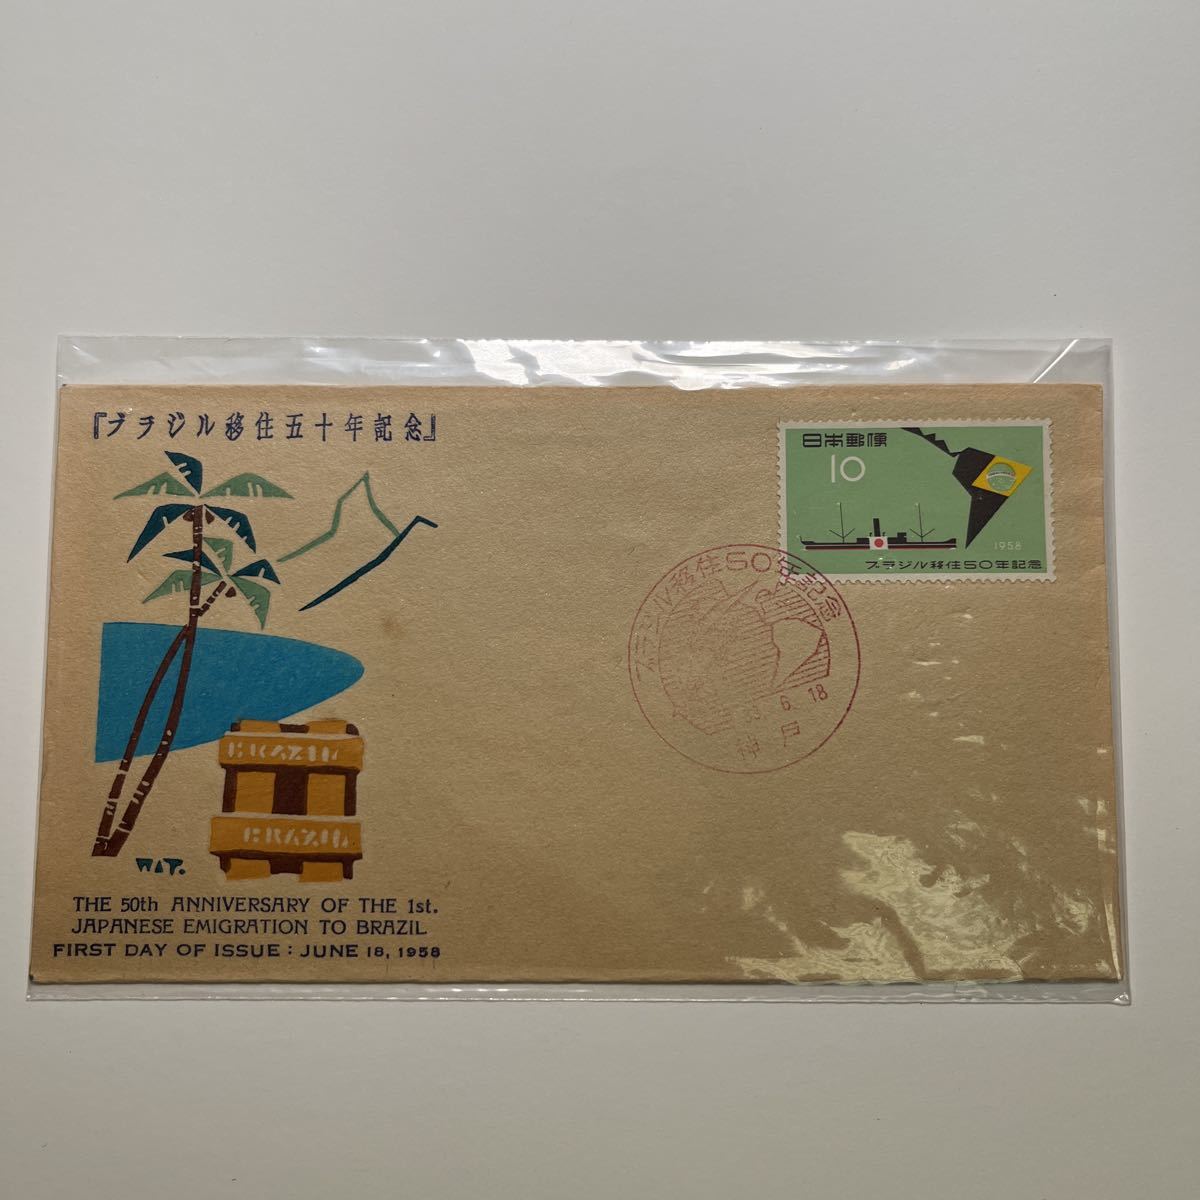 『ブラジル移住五十年記念』
日本郵便
10
1958
ブラジル移住50年記念
ブラジル移住50年記念
6.18
神戸
BRAZIL
BRAZIL
WAT.
THE 50th ANNIVERSARY OF THE 1st.
JAPANESE EMIGRATION TO BRAZIL
FIRST DAY OF ISSUE : JUNE 18, 1958